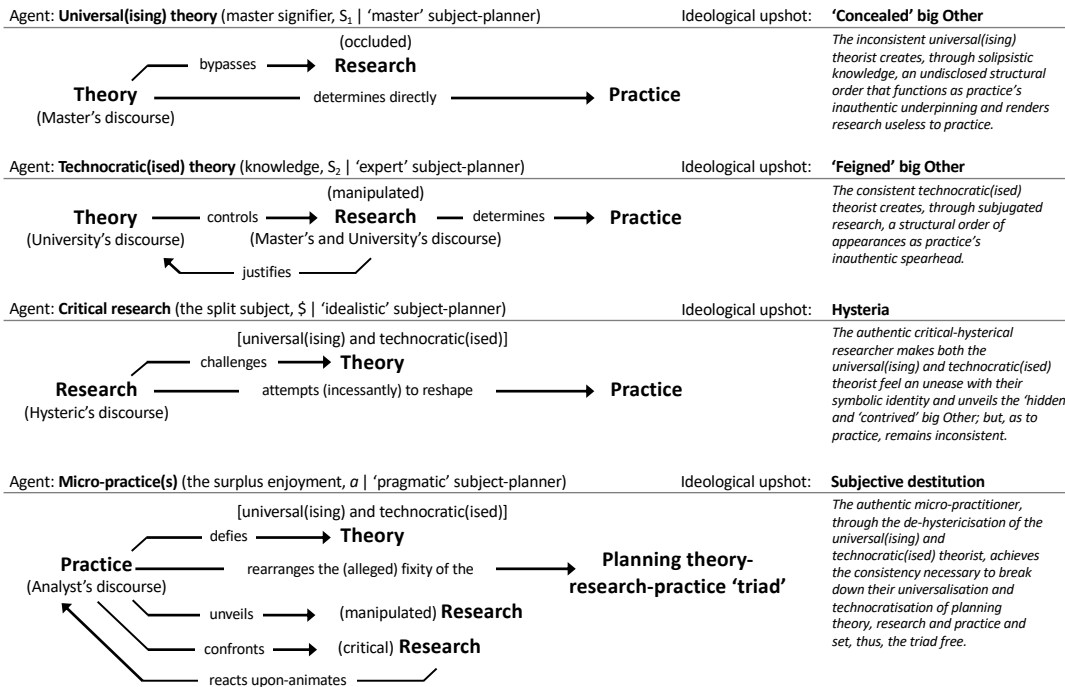 Agent: Universal(ising) theory (master signifier, S₁ | ‘master’ subject-planner) Ideological upshot: ‘Concealed’ big Other
(occluded)
bypasses Research
Theory determines directly Practice
(Master’s discourse)
The inconsistent universal(ising)
theorist creates, through solipsistic
knowledge, an undisclosed structural
order that functions as practice’s
inauthentic underpinning and renders
research useless to practice.
Agent: Technocratic(ised) theory (knowledge, S₂ | ‘expert’ subject-planner) Ideological upshot: ‘Feigned’ big Other
(manipulated)
Theory controls Research determines Practice
(University’s discourse) (Master’s and University’s discourse)
justifies
The consistent technocratic(ised)
theorist creates, through subjugated
research, a structural order of
appearances as practice’s
inauthentic spearhead.
Agent: Critical research (the split subject, $ | ‘idealistic’ subject-planner) Ideological upshot: Hysteria
[universal(ising) and technocratic(ised)]
challenges Theory
Research attempts (incessantly) to reshape Practice
(Hysteric’s discourse)
The authentic critical-hysterical
researcher makes both the
universal(ising) and technocratic(ised)
theorist feel an unease with their
symbolic identity and unveils the ‘hidden
and ‘contrived’ big Other; but, as to
practice, remains inconsistent.
Agent: Micro-practice(s) (the surplus enjoyment, a | ‘pragmatic’ subject-planner) Ideological upshot: Subjective destitution
[universal(ising) and technocratic(ised)]
defies Theory
Practice rearranges the (alleged) fixity of the Planning theory-
(Analyst’s discourse) research-practice ‘triad’
unveils (manipulated) Research
confronts (critical) Research
reacts upon-animates
The authentic micro-practitioner,
through the de-hystericisation of the
universal(ising) and
technocratic(ised) theorist, achieves
the consistency necessary to break
down their universalisation and
technocratisation of planning
theory, research and practice and
set, thus, the triad free.